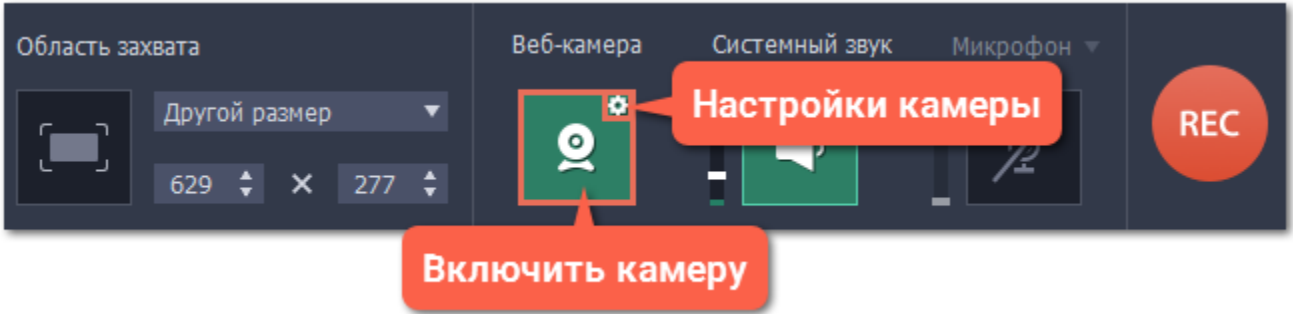 Область захвата
Веб-камера
Системный звук
Микрофон
Другой размер
Настройки камеры
REC
629 × 277
Включить камеру